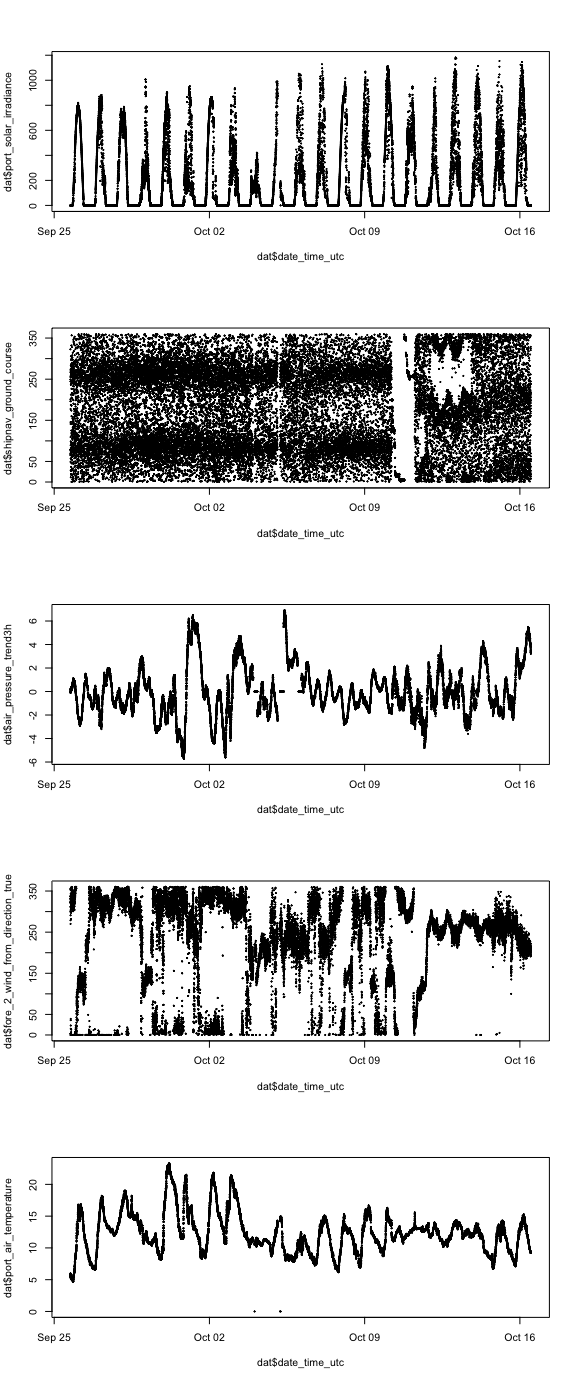 dat$port_solar_irradiance
1000
600
200
0
Sep 25 Oct 02 Oct 09 Oct 16
dat$date_time_utc
dat$shipnav_ground_course
350
250
150
50
0
Sep 25 Oct 02 Oct 09 Oct 16
dat$date_time_utc
dat$air_pressure_trend3h
6
4
2
0
-2
-4
-6
Sep 25 Oct 02 Oct 09 Oct 16
dat$date_time_utc
dat$fore_2_wind_from_direction_true
350
250
150
50
0
Sep 25 Oct 02 Oct 09 Oct 16
dat$date_time_utc
dat$port_air_temperature
20
15
10
5
0
Sep 25 Oct 02 Oct 09 Oct 16
dat$date_time_utc